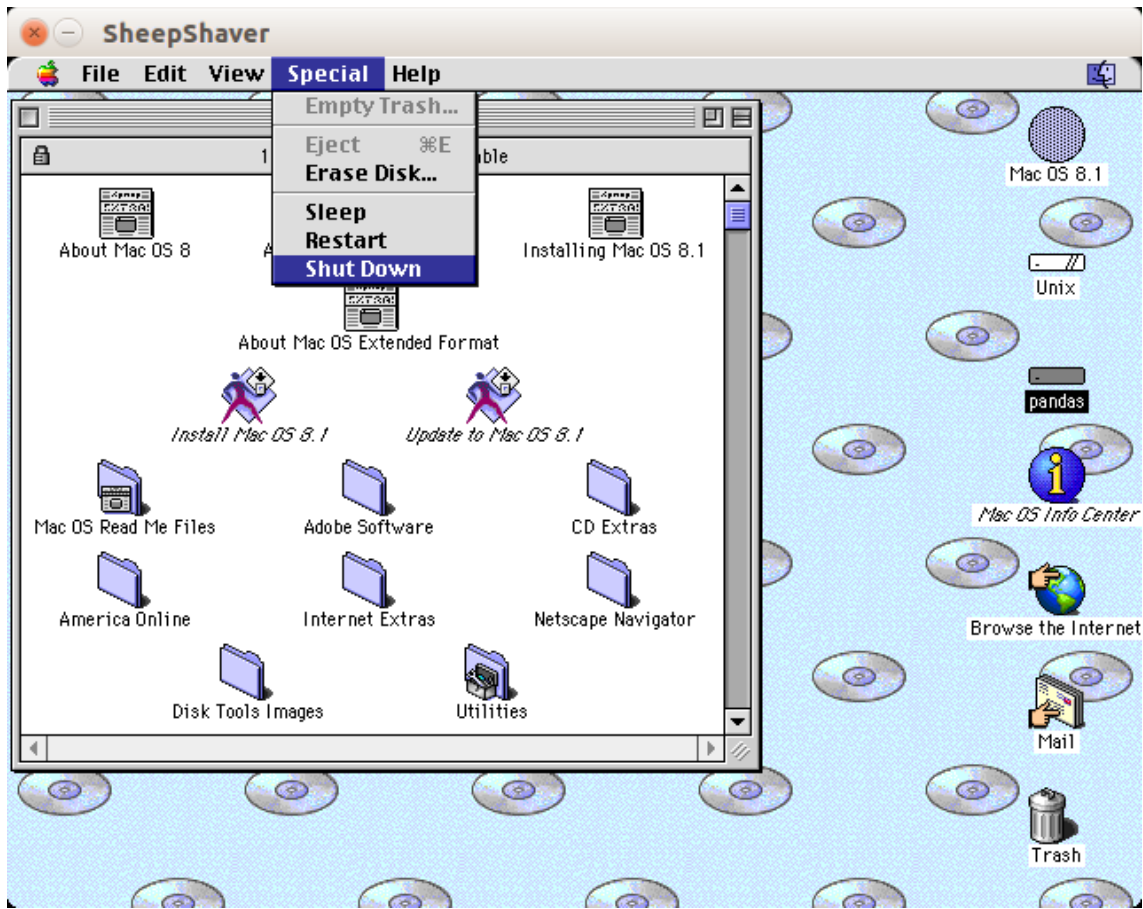 SheepShaver
File Edit View Special Help
Empty Trash...
Eject ⌘E
Erase Disk...
Sleep
Restart
Shut Down
1
ble
About Mac OS 8
A
Installing Mac OS 8.1
About Mac OS Extended Format
Install Mac OS 8.1
Update to Mac OS 8.1
Mac OS Read Me Files
Adobe Software
CD Extras
America Online
Internet Extras
Netscape Navigator
Disk Tools Images
Utilities
Mac OS 8.1
Unix
pandas
Mac OS Info Center
Browse the Internet
Mail
Trash